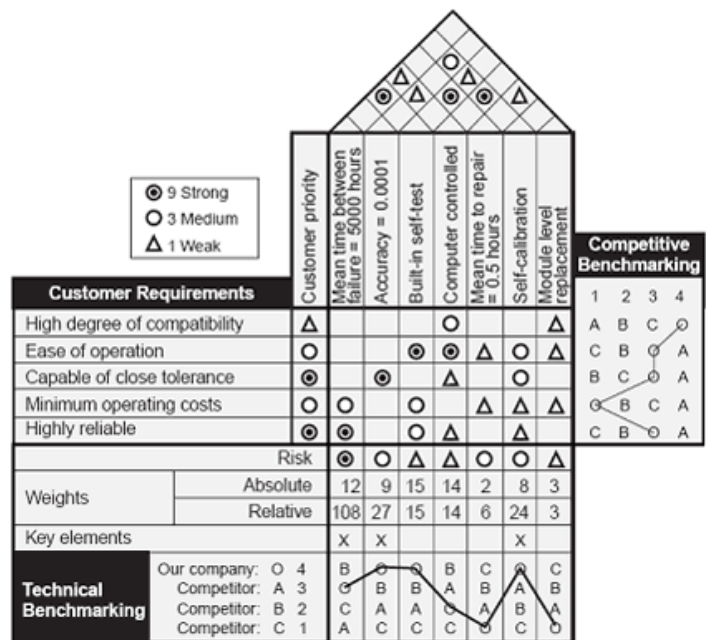 9 Strong
3 Medium
1 Weak
Customer priority
Mean time between
failure = 5000 hours
Accuracy = 0.0001
Built-in self-test
Computer controlled
Mean time to repair
= 0.5 hours
Self-calibration
Module level
replacement
Competitive
Benchmarking
Customer Requirements
1 2 3 4
High degree of compatibility A B C O
Ease of operation C B O A
Capable of close tolerance B C O A
Minimum operating costs O B C A
Highly reliable C B O A
Risk
Weights
Absolute 12 9 15 14 2 8 3
Relative 108 27 15 14 6 24 3
Key elements X X X
Technical
Benchmarking
Our company: O 4 B O O B C O C
Competitor: A 3 O B B A B A B
Competitor: B 2 C A A O A B A
Competitor: C 1 A C C C O C O